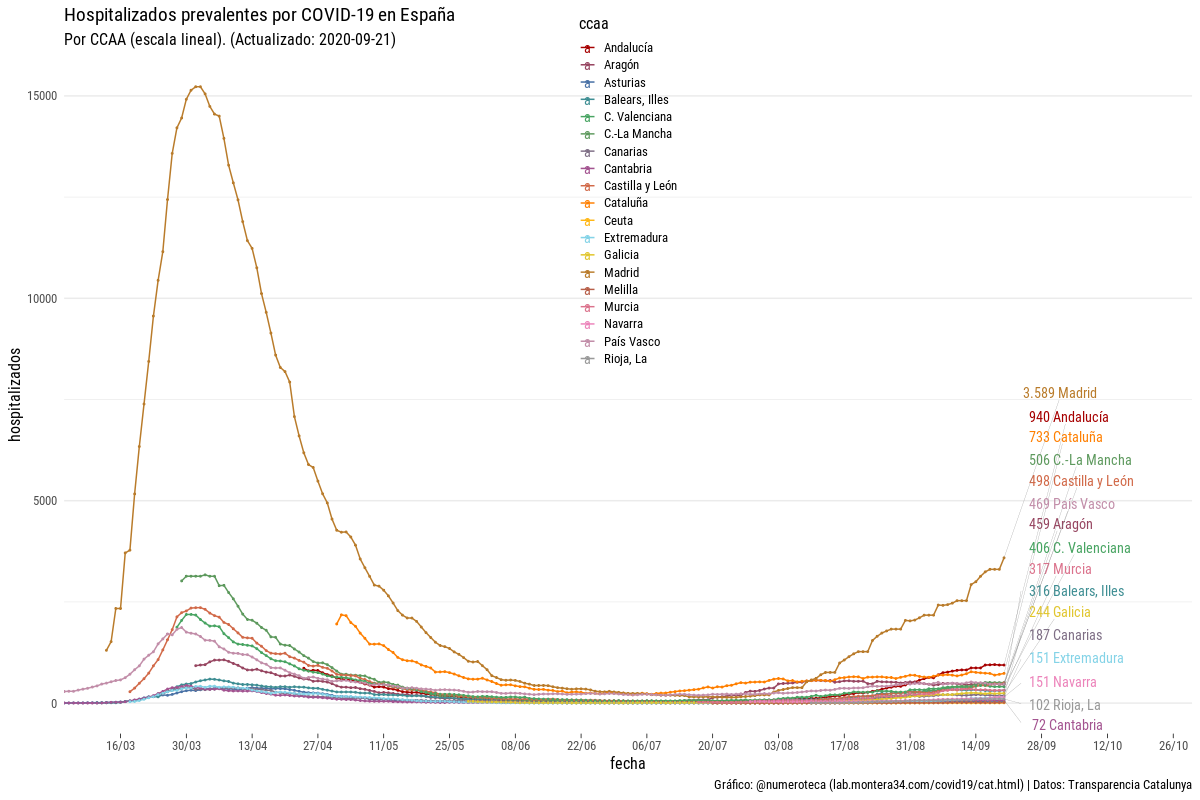 Hospitalizados prevalentes por COVID-19 en España
Por CCAA (escala lineal). (Actualizado: 2020-09-21)
ccaa
Andalucía
Aragón
Asturias
Balears, Illes
C. Valenciana
C.-La Mancha
Canarias
Cantabria
Castilla y León
Cataluña
Ceuta
Extremadura
Galicia
Madrid
Melilla
Murcia
Navarra
País Vasco
Rioja, La
hospitalizados
15000
10000
5000
0
3.589 Madrid
940 Andalucía
733 Cataluña
506 C.-La Mancha
498 Castilla y León
469 País Vasco
459 Aragón
406 C. Valenciana
317 Murcia
316 Balears, Illes
244 Galicia
187 Canarias
151 Extremadura
151 Navarra
102 Rioja, La
72 Cantabria
16/03 30/03 13/04 27/04 11/05 25/05 08/06 22/06 06/07 20/07 03/08 17/08 31/08 14/09 28/09 12/10 26/10
fecha
Gráfico: @numeroteca (lab.montera34.com/covid19/cat.html) | Datos: Transparencia Catalunya